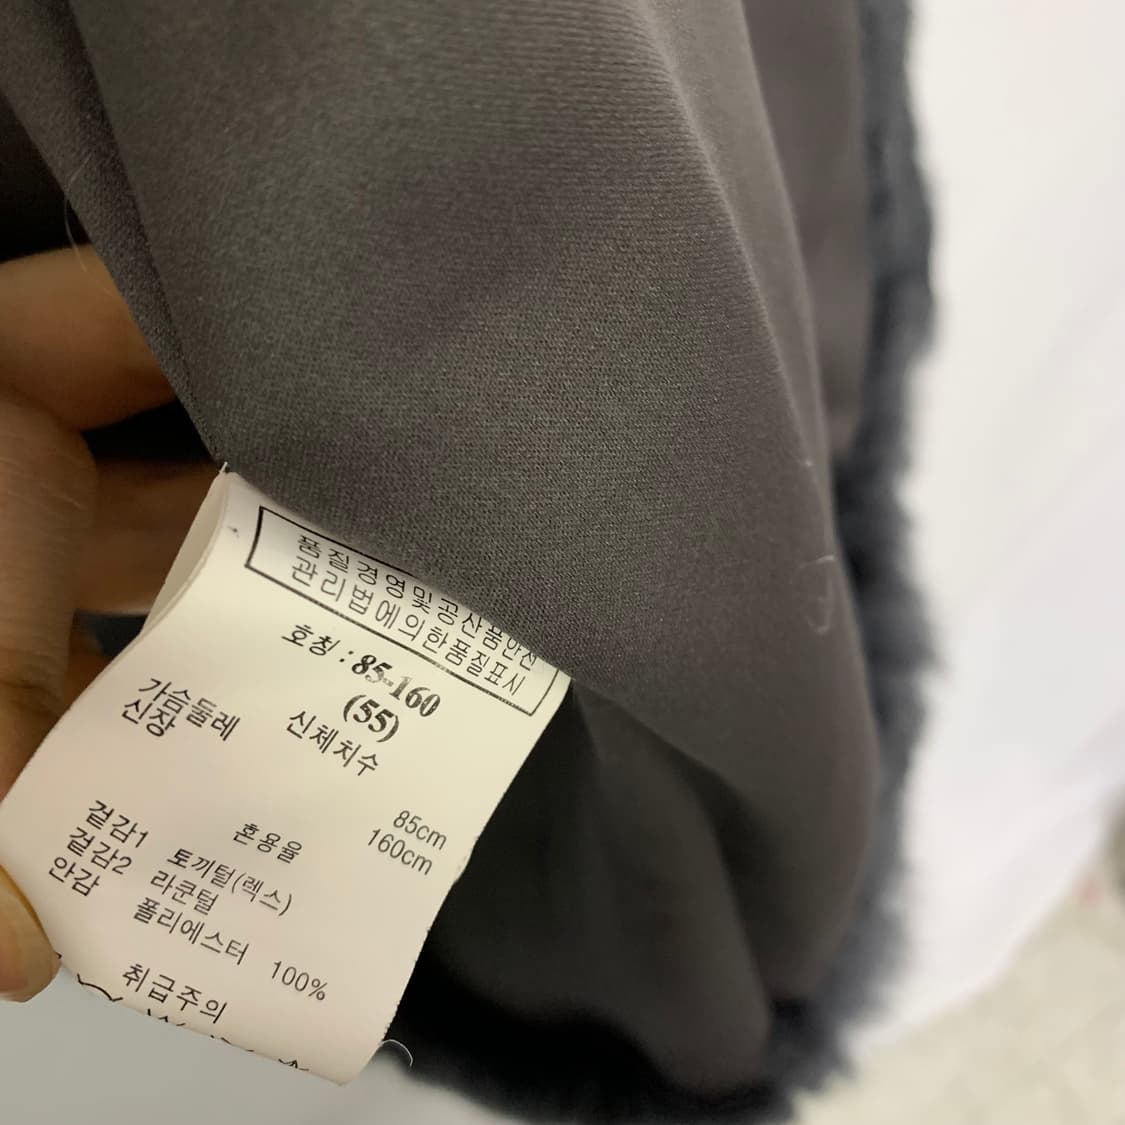 품질경영및공산품안전
관리법에의한품질표시
호칭 : 85-160
(55)
신체치수
가슴둘레 85cm
신장 160cm
혼용율
겉감1 토끼털(렉스)
겉감2 라쿤털
안감 폴리에스터 100%
취급주의